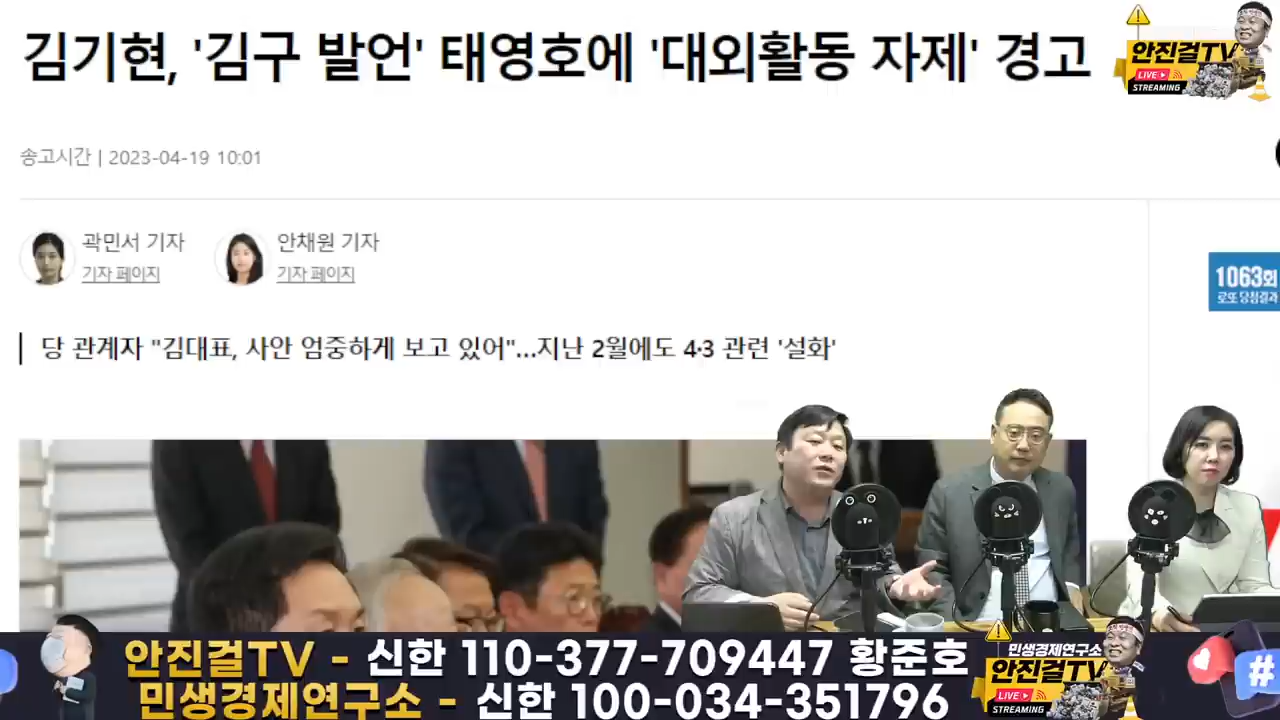 김기현, '김구 발언' 태영호에 '대외활동 자제' 경고
안진걸TV
LIVE
STREAMING
송고시간 | 2023-04-19 10:01
곽민서 기자
기자 페이지
안채원 기자
기자 페이지
1063회
로또 당첨결과
당 관계자 "김대표, 사안 엄중하게 보고 있어"...지난 2월에도 4·3 관련 '설화'
안진걸TV - 신한 110-377-709447 황준호
민생경제연구소 - 신한 100-034-351796
민생경제연구소
안진걸TV
LIVE
STREAMING
#